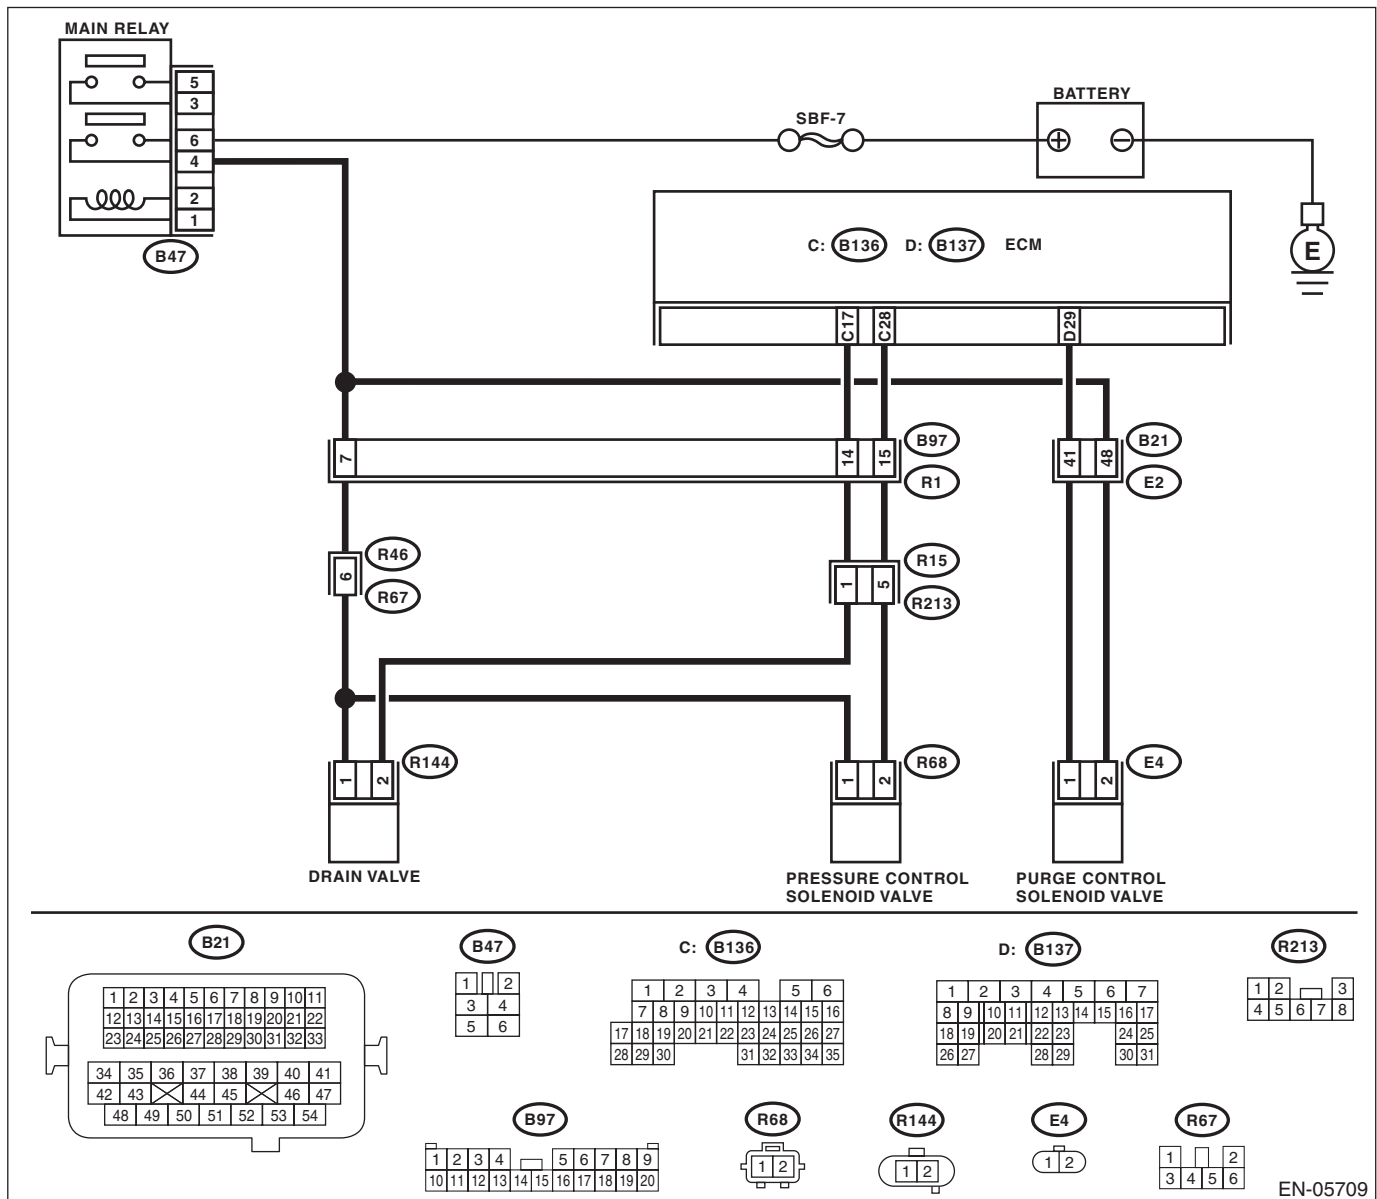 MAIN RELAY
5
3
6
4
2
1
B47
SBF-7
BATTERY
E
C: B136 D: B137 ECM
C17 C28 D29
7 14 15 B97
R1
41 48 B21
E2
6 R46
R67
1 5 R15
R213
1 2 R144
DRAIN VALVE
1 2 R68
PRESSURE CONTROL
SOLENOID VALVE
1 2 E4
PURGE CONTROL
SOLENOID VALVE
B21
1 2 3 4 5 6 7 8 9 10 11
12 13 14 15 16 17 18 19 20 21 22
23 24 25 26 27 28 29 30 31 32 33
34 35 36 37 38 39 40 41
42 43 44 45 46 47
48 49 50 51 52 53 54
B47
1 2
3 4
5 6
C: B136
1 2 3 4 5 6
7 8 9 10 11 12 13 14 15 16
17 18 19 20 21 22 23 24 25 26 27
28 29 30 31 32 33 34 35
D: B137
1 2 3 4 5 6 7
8 9 10 11 12 13 14 15 16 17
18 19 20 21 22 23 24 25
26 27 28 29 30 31
R213
1 2 3
4 5 6 7 8
B97
1 2 3 4 5 6 7 8 9
10 11 12 13 14 15 16 17 18 19 20
R68
1 2
R144
1 2
E4
1 2
R67
1 2
3 4 5 6
EN-05709